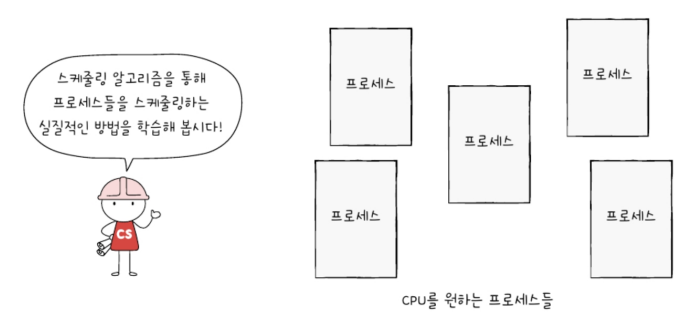 스케줄링 알고리즘을 통해
프로세스들을 스케줄링하는
실질적인 방법을 학습해 봅시다!
CS
프로세스
프로세스
프로세스
프로세스
프로세스
CPU를 원하는 프로세스들